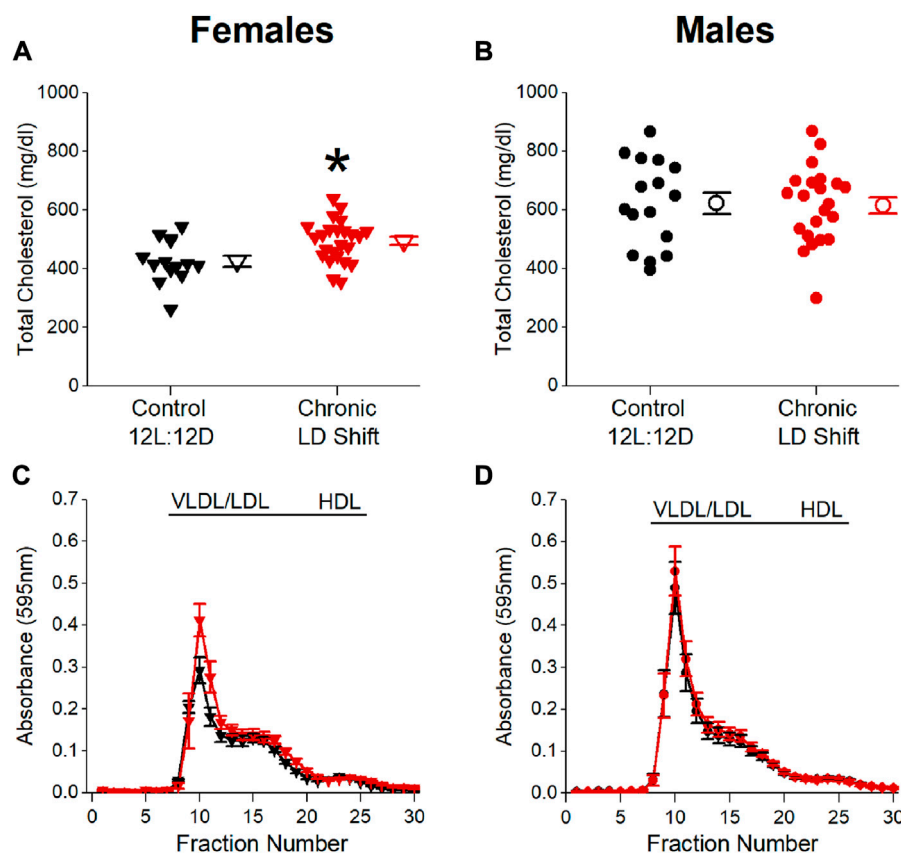 Females
Males
A
B
Total Cholesterol (mg/dl)
1000
800
600
400
200
0
*
Control
12L:12D
Chronic
LD Shift
Total Cholesterol (mg/dl)
1000
800
600
400
200
0
Control
12L:12D
Chronic
LD Shift
C
D
Absorbance (595nm)
0.7
0.6
0.5
0.4
0.3
0.2
0.1
0.0
VLDL/LDL HDL
0 5 10 15 20 25 30
Fraction Number
Absorbance (595nm)
0.7
0.6
0.5
0.4
0.3
0.2
0.1
0.0
VLDL/LDL HDL
0 5 10 15 20 25 30
Fraction Number